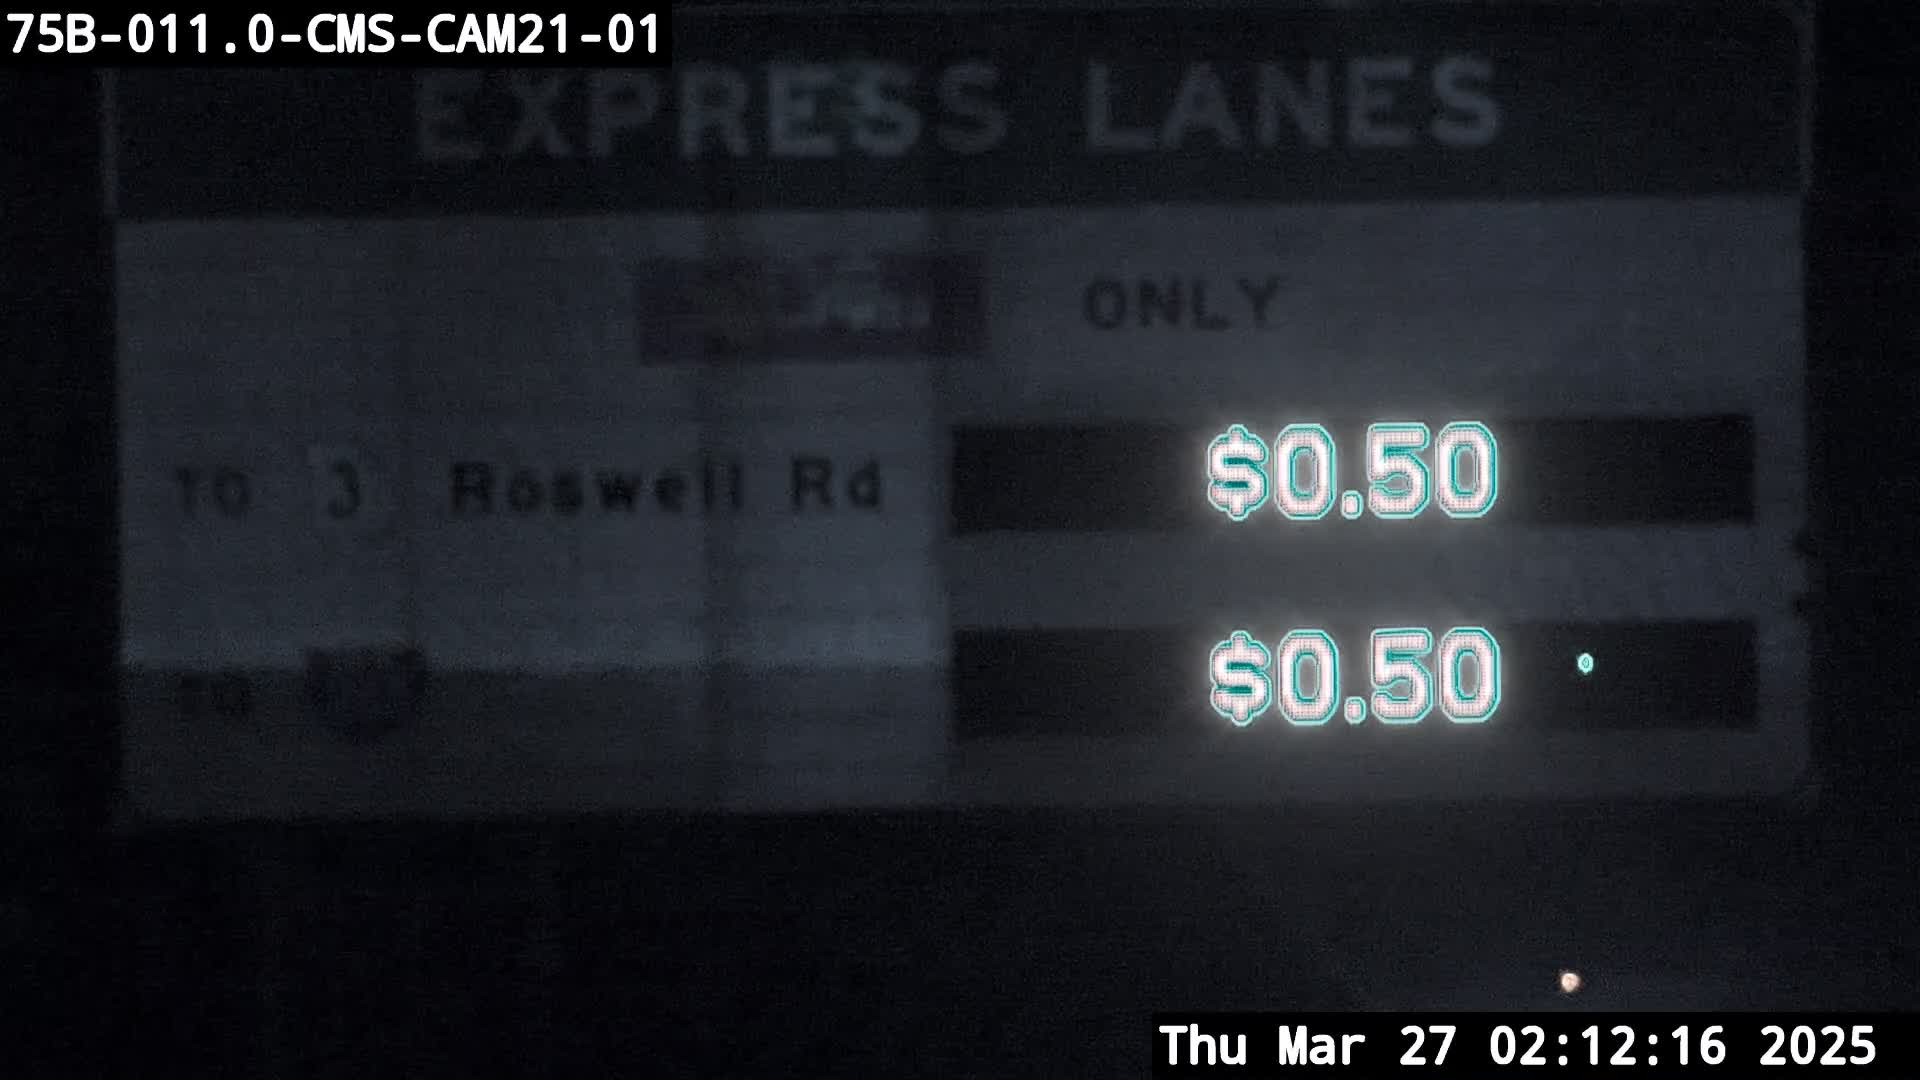 75B-011.0-CMS-CAM21-01
EXPRESS LANES
ONLY
TO 3 Roswell Rd $0.50
TO $0.50
Thu Mar 27 02:12:16 2025